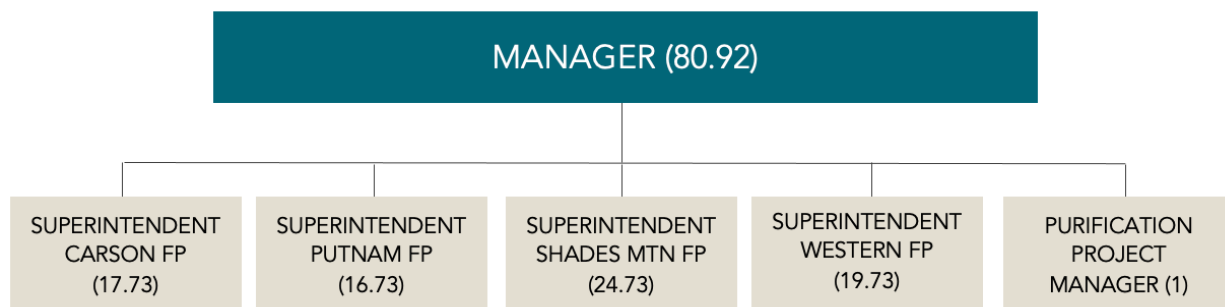 MANAGER (80.92)
SUPERINTENDENT
CARSON FP
(17.73)
SUPERINTENDENT
PUTNAM FP
(16.73)
SUPERINTENDENT
SHADES MTN FP
(24.73)
SUPERINTENDENT
WESTERN FP
(19.73)
PURIFICATION
PROJECT
MANAGER (1)